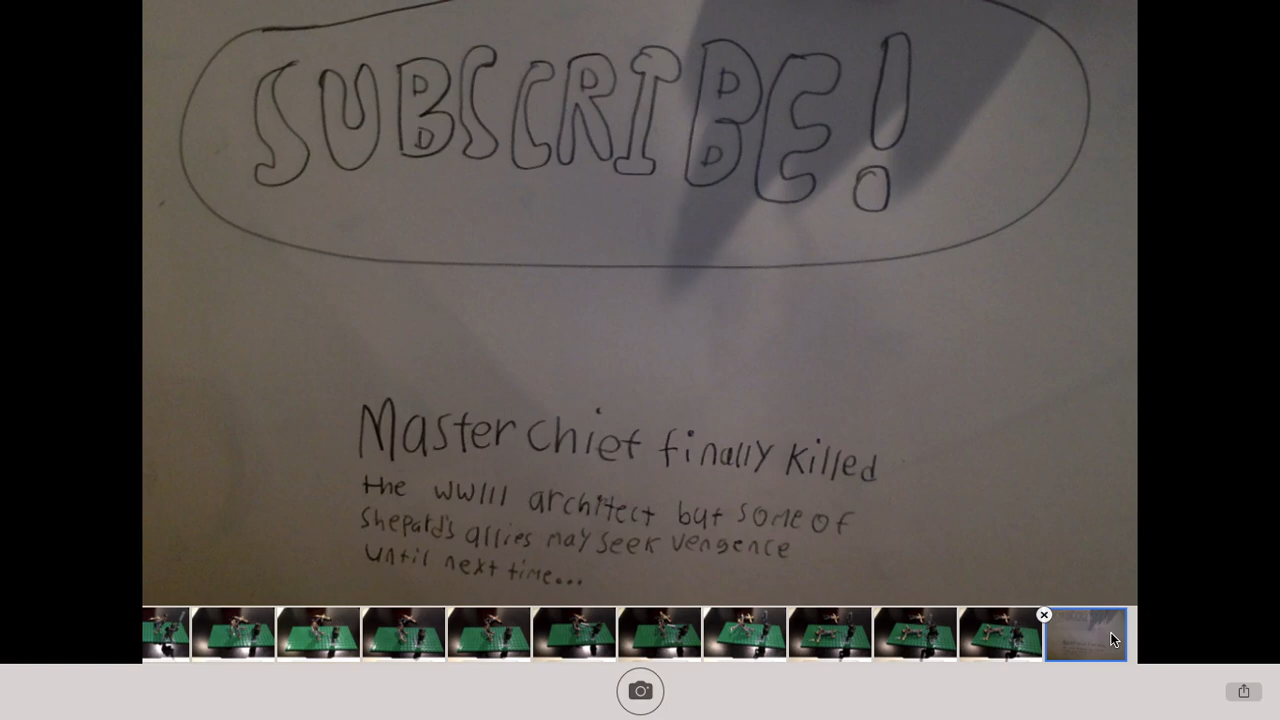 SUBSCRIBE!
Master chief finally killed
the WWIII architect but some of
Shepard's allies may seek vengence
until next time...